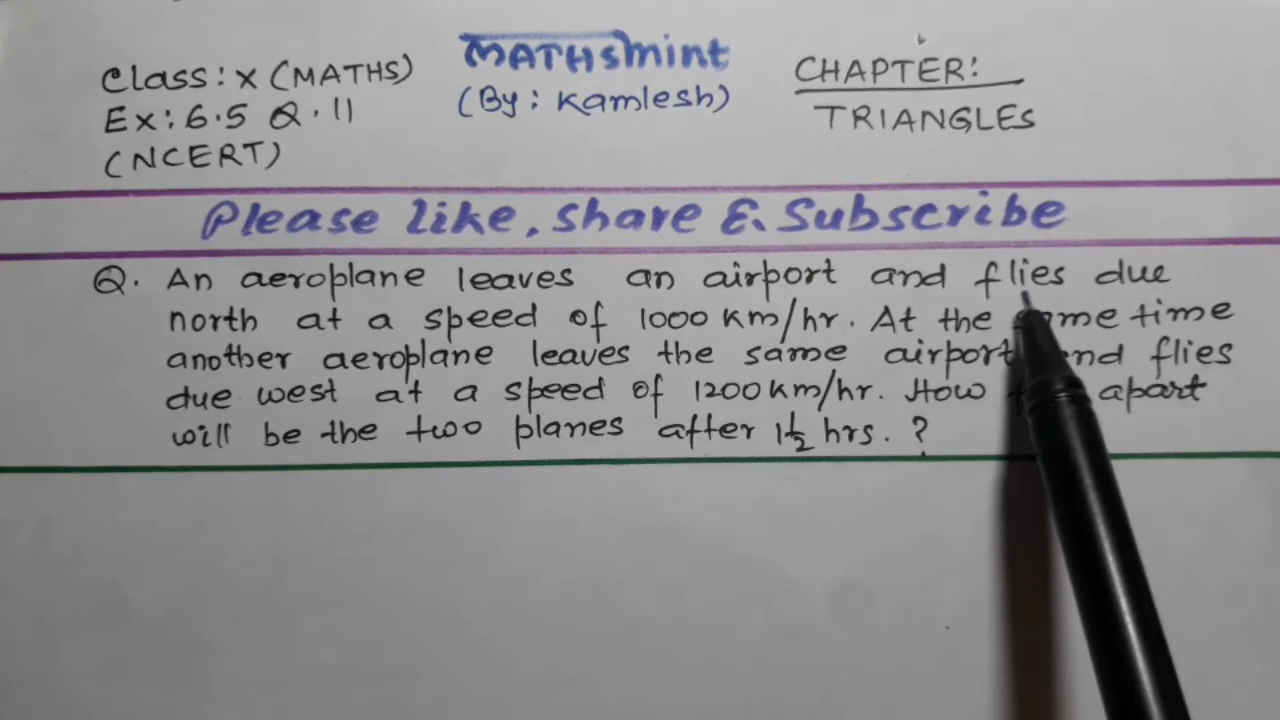 Class: X (MATHS)
Ex: 6.5 Q.11
(NCERT)
MATHSmint
(By: Kamlesh)
CHAPTER:
TRIANGLES
Please like, Share & Subscribe
Q. An aeroplane leaves an airport and flies due
north at a speed of 1000 km/hr. At the time
another aeroplane leaves the same airport flies
due west at a speed of 1200 km/hr. How apart
will be the two planes after 1 1/2 hrs. ?